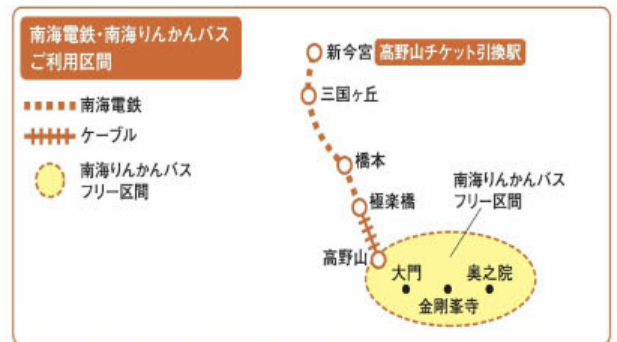 南海電鉄・南海りんかんバス
ご利用区間
南海電鉄
ケーブル
南海りんかんバス
フリー区間
新今宮 高野山チケット引換駅
三国ヶ丘
橋本
極楽橋
南海りんかんバス
フリー区間
高野山
大門 奥之院
金剛峯寺